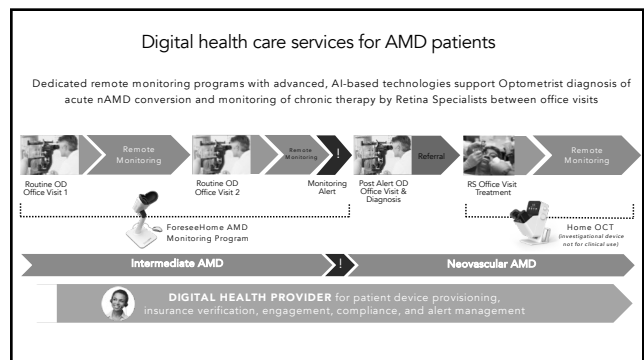 Digital health care services for AMD patients
Dedicated remote monitoring programs with advanced, AI-based technologies support Optometrist diagnosis of
acute nAMD conversion and monitoring of chronic therapy by Retina Specialists between office visits
Remote
Monitoring
Remote
Monitoring
!
Referral
Remote
Monitoring
Routine OD
Office Visit 1
Routine OD
Office Visit 2
Monitoring
Alert
Post Alert OD
Office Visit &
Diagnosis
RS Office Visit
Treatment
ForeseeHome AMD
Monitoring Program
Home OCT
(investigational device
not for clinical use)
Intermediate AMD
!
Neovascular AMD
DIGITAL HEALTH PROVIDER for patient device provisioning,
insurance verification, engagement, compliance, and alert management